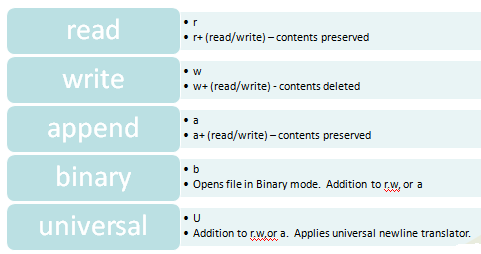 read
• r
• r+ (read/write) – contents preserved
write
• w
• w+ (read/write) - contents deleted
append
• a
• a+ (read/write) – contents preserved
binary
• b
• Opens file in Binary mode.  Addition to r.w, or a
universal
• U
• Addition to r.w,or a.  Applies universal newline translator.